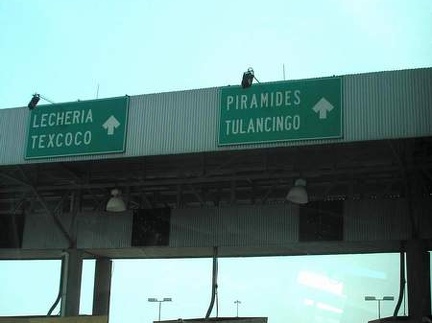 LECHERIA
TEXCOCO
PIRAMIDES
TULANCINGO